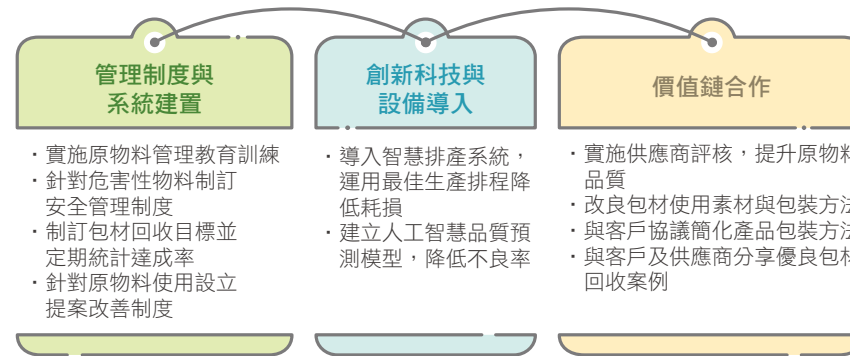 管理制度與
系統建置
・實施原物料管理教育訓練
・針對危害性物料制訂
安全管理制度
・制訂包材回收目標並
定期統計達成率
・針對原物料使用設立
提案改善制度
創新科技與
設備導入
・導入智慧排產系統，
運用最佳生產排程降
低耗損
・建立人工智慧品質預
測模型，降低不良率
價值鏈合作
・實施供應商評核，提升原物料
品質
・改良包材使用素材與包裝方法
・與客戶協議簡化產品包裝方法
・與客戶及供應商分享優良包材
回收案例